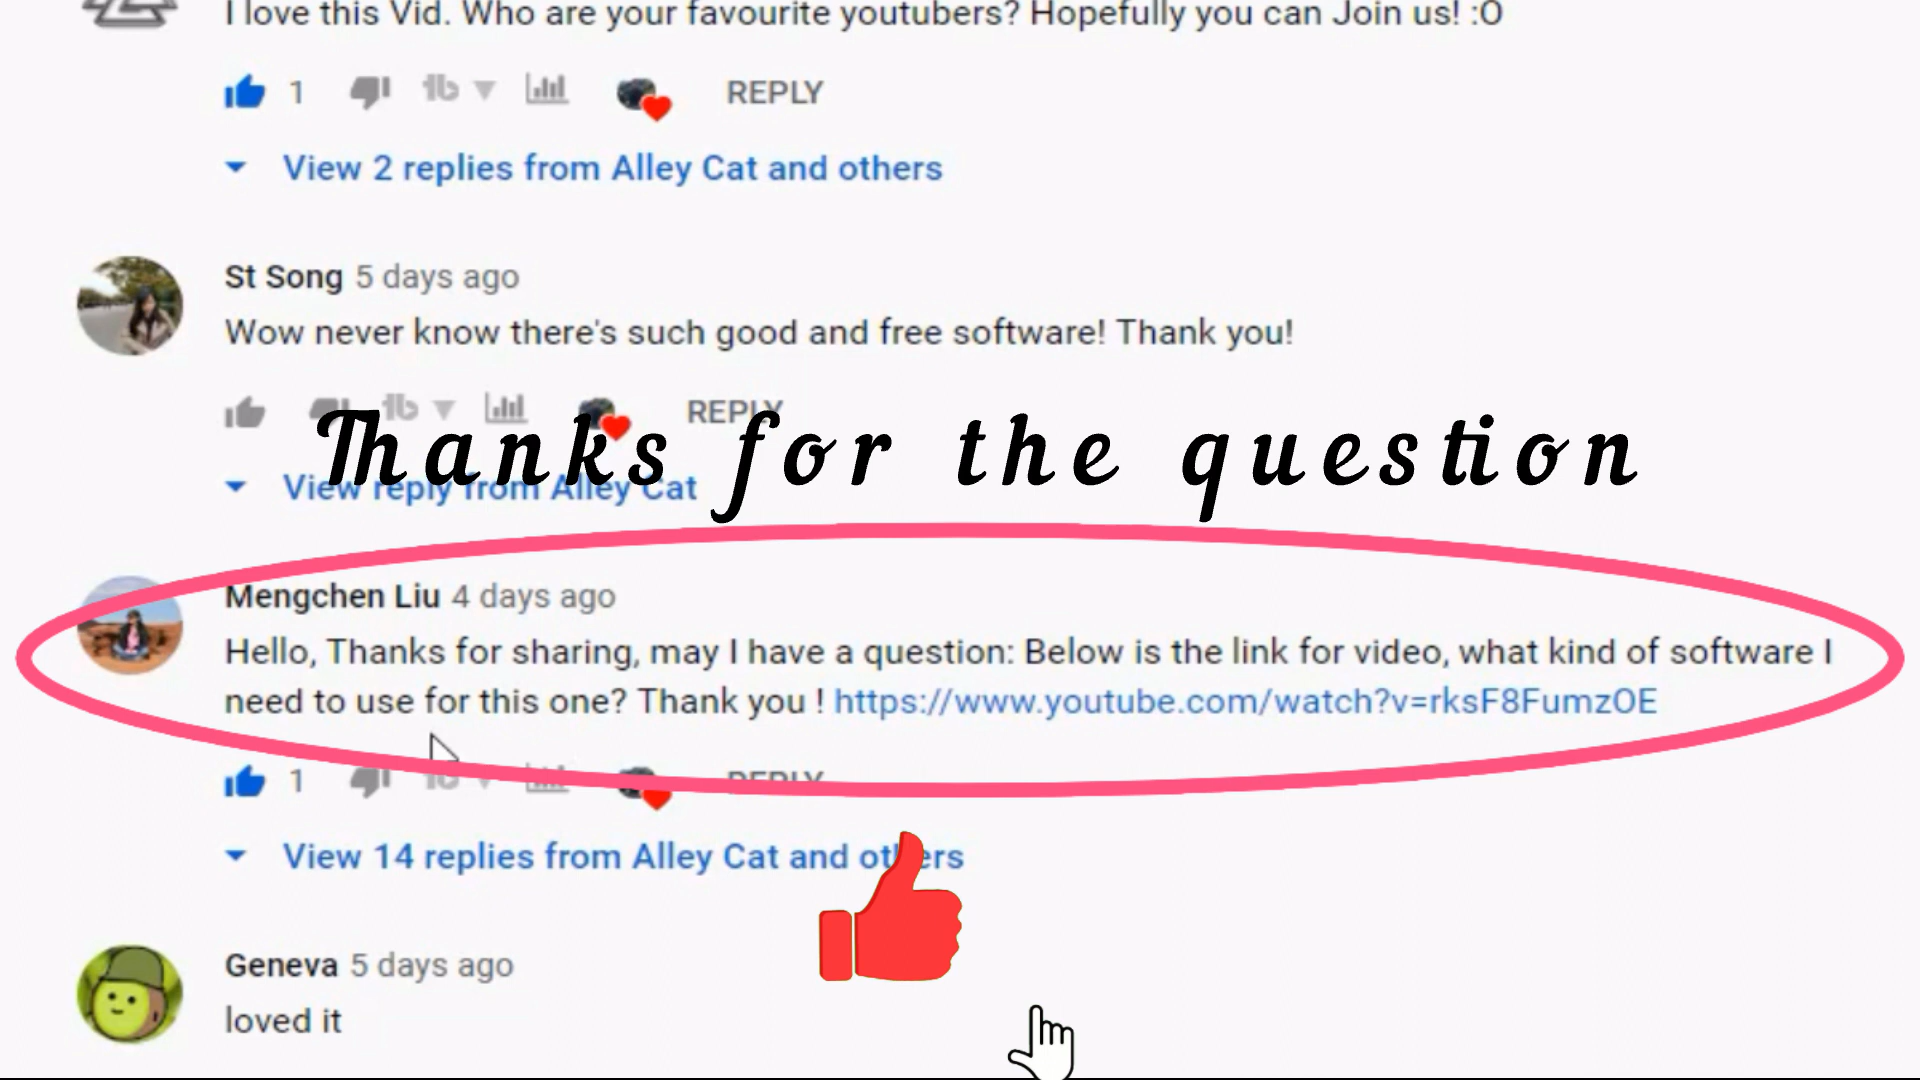 I love this Vid. Who are your favourite youtubers? Hopefully you can Join us! :O
1 REPLY
View 2 replies from Alley Cat and others
St Song 5 days ago
Wow never know there's such good and free software! Thank you!
REPLY
Thanks for the question
View reply from Alley Cat
Mengchen Liu 4 days ago
Hello, Thanks for sharing, may I have a question: Below is the link for video, what kind of software I
need to use for this one? Thank you ! https://www.youtube.com/watch?v=rksF8FumzOE
1 REPLY
View 14 replies from Alley Cat and others
Geneva 5 days ago
loved it